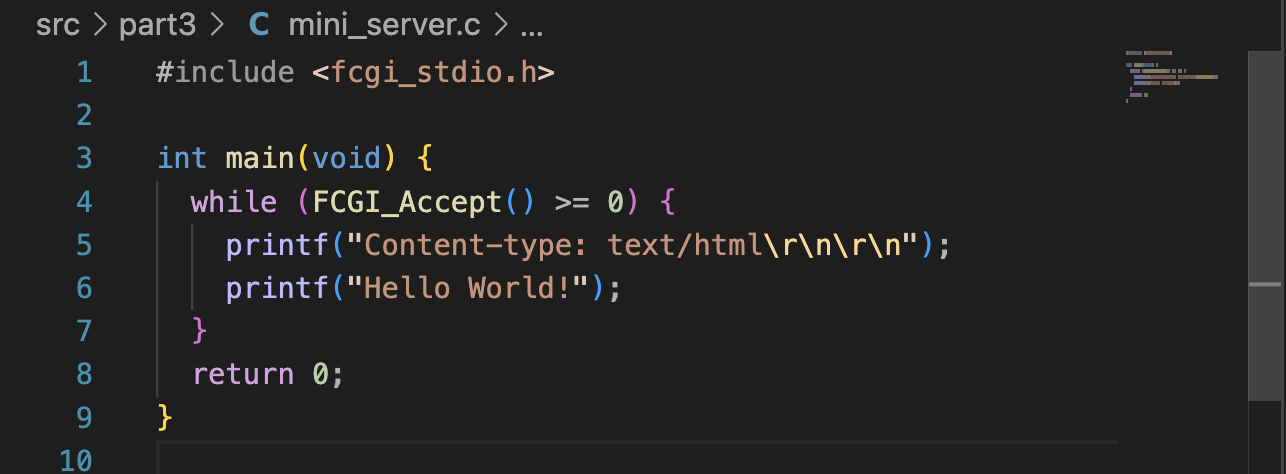 src > part3 > C mini_server.c > ...
1 #include <fcgi_stdio.h>
2
3 int main(void) {
4 while (FCGI_Accept() >= 0) {
5 printf("Content-type: text/html\r\n\r\n");
6 printf("Hello World!");
7 }
8 return 0;
9 }
10